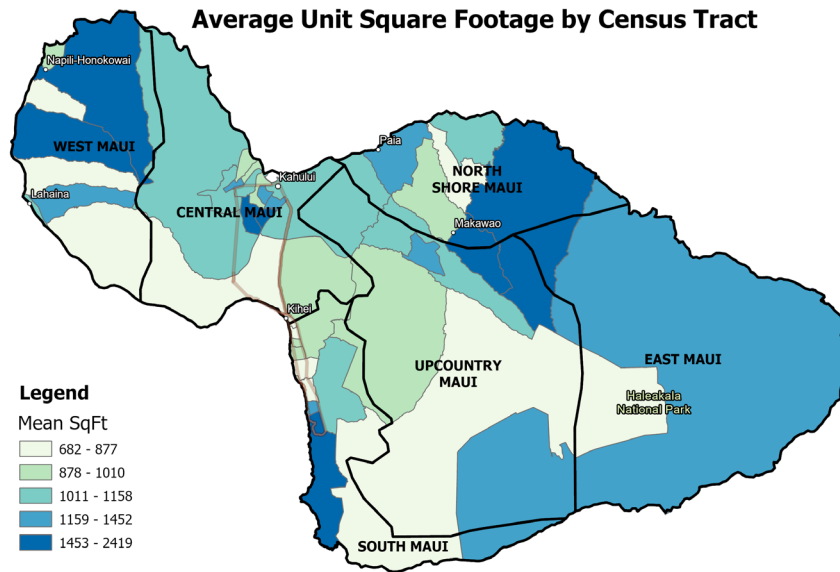 Average Unit Square Footage by Census Tract
Napili-Honokowai
WEST MAUI
Lahaina
Kahului
CENTRAL MAUI
Paia
NORTH
SHORE MAUI
Makawao
Kihei
UPCOUNTRY
MAUI
EAST MAUI
Haleakala
National Park
SOUTH MAUI
Legend
Mean SqFt
682 - 877
878 - 1010
1011 - 1158
1159 - 1452
1453 - 2419